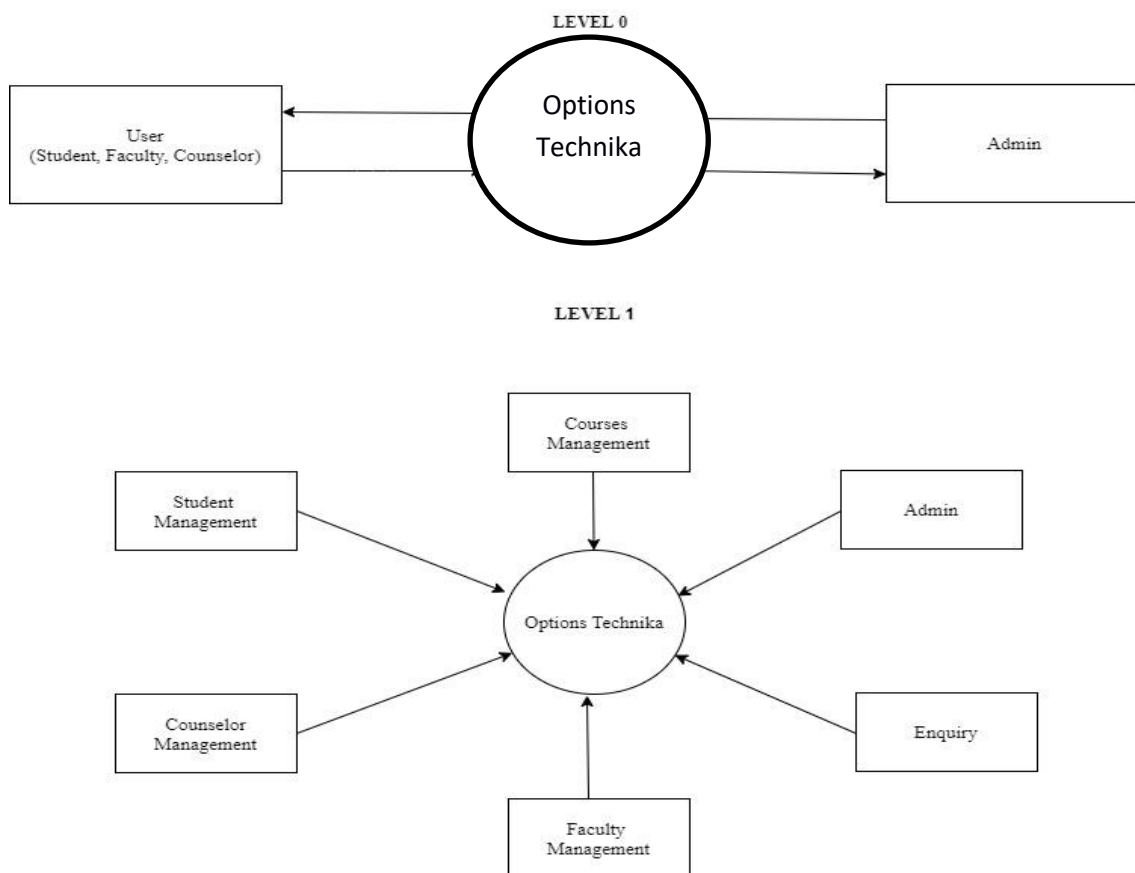 LEVEL 0
User
(Student, Faculty, Counselor)
Options
Technika
Admin
LEVEL 1
Courses
Management
Student
Management
Admin
Options Technika
Counselor
Management
Enquiry
Faculty
Management